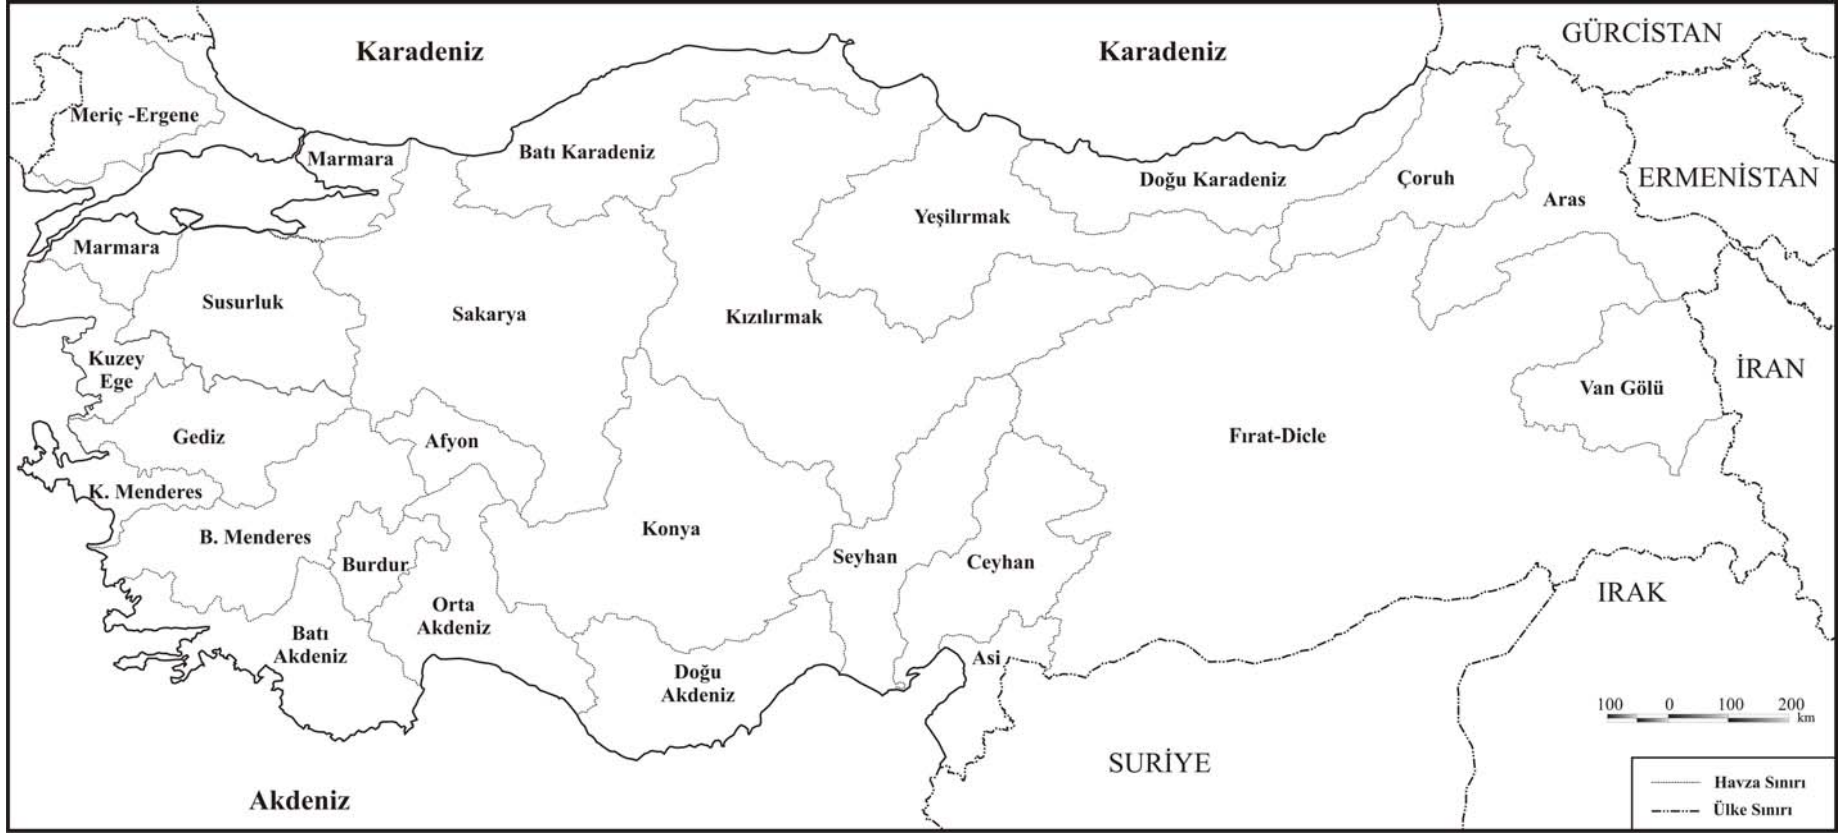 Karadeniz
Karadeniz
GÜRCİSTAN
Meriç -Ergene
Marmara
Batı Karadeniz
Doğu Karadeniz
Çoruh
ERMENİSTAN
Aras
Yeşilırmak
Marmara
Susurluk
Sakarya
Kızılırmak
Kuzey
Ege
İRAN
Van Gölü
Gediz
Afyon
Fırat-Dicle
K. Menderes
B. Menderes
Konya
Burdur
Seyhan
Ceyhan
Orta
Akdeniz
IRAK
Batı
Akdeniz
Asi
Doğu
Akdeniz
100 0 100 200
km
SURİYE
Akdeniz
Havza Sınırı
Ülke Sınırı